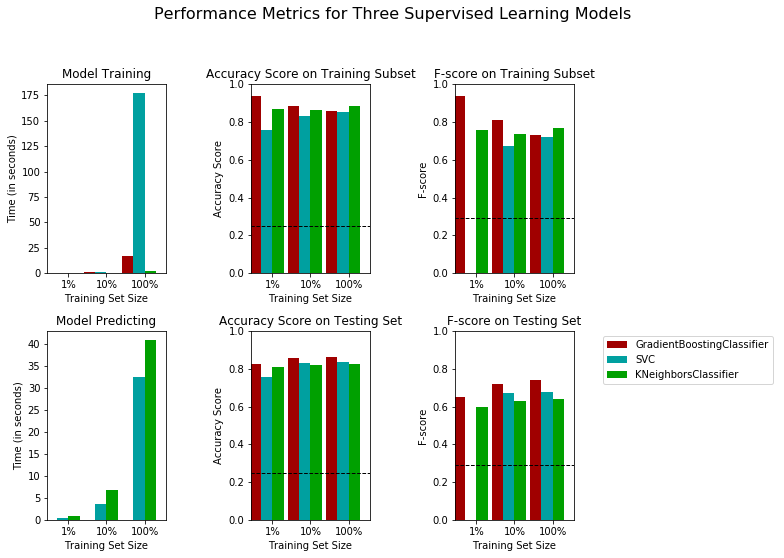 Performance Metrics for Three Supervised Learning Models
Model Training
Time (in seconds)
175
150
125
100
75
50
25
0
1% 10% 100%
Training Set Size
Accuracy Score on Training Subset
Accuracy Score
1.0
0.8
0.6
0.4
0.2
0.0
1% 10% 100%
Training Set Size
F-score on Training Subset
F-score
1.0
0.8
0.6
0.4
0.2
0.0
1% 10% 100%
Training Set Size
Model Predicting
Time (in seconds)
40
35
30
25
20
15
10
5
0
1% 10% 100%
Training Set Size
Accuracy Score on Testing Set
Accuracy Score
1.0
0.8
0.6
0.4
0.2
0.0
1% 10% 100%
Training Set Size
F-score on Testing Set
F-score
1.0
0.8
0.6
0.4
0.2
0.0
1% 10% 100%
Training Set Size
GradientBoostingClassifier
SVC
KNeighborsClassifier